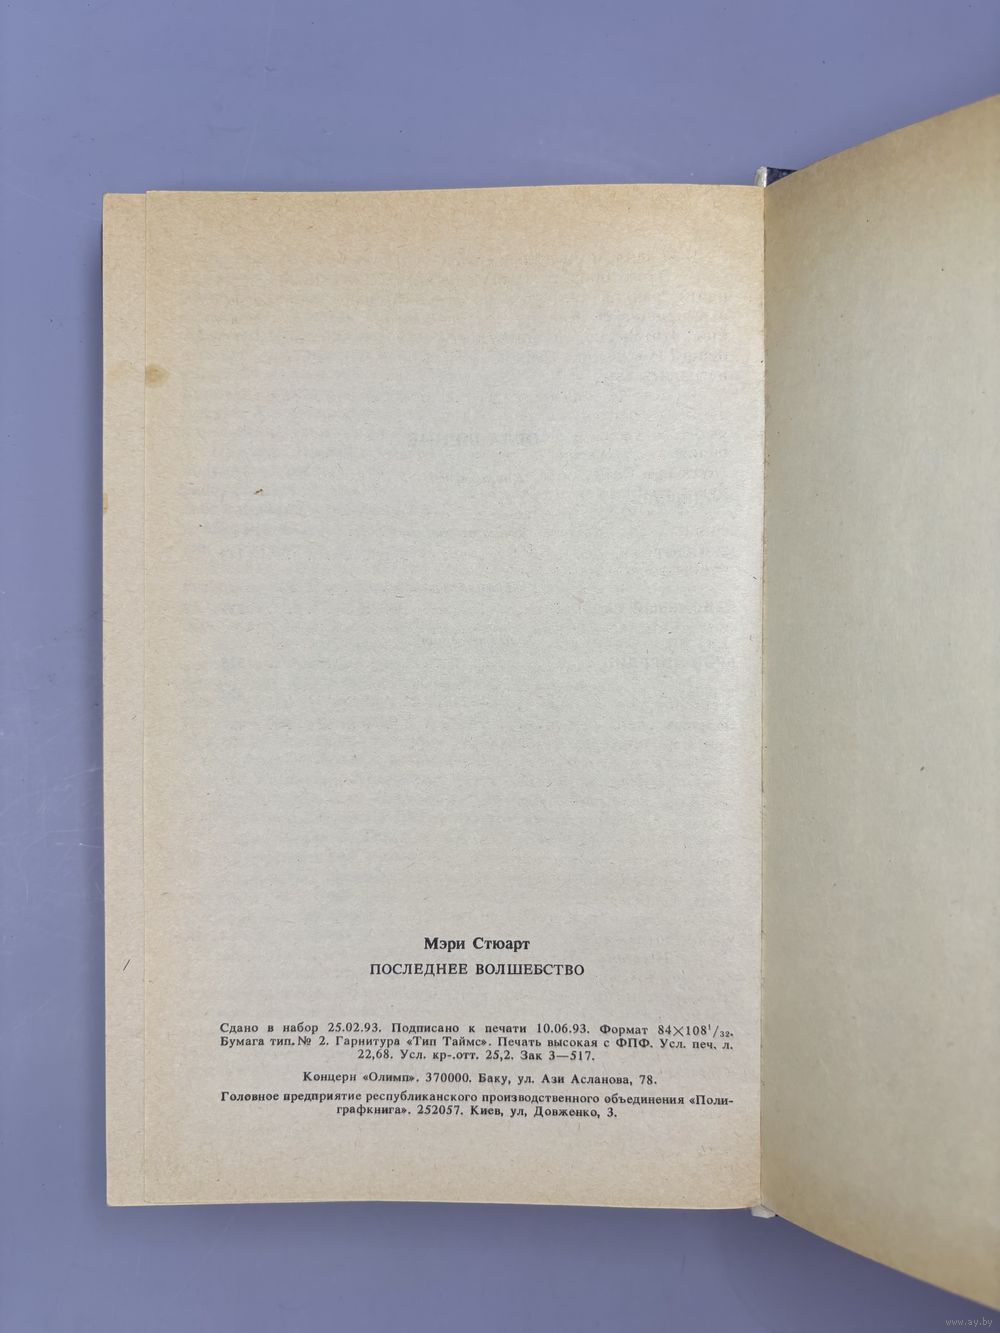 Мэри Стюарт
ПОСЛЕДНЕЕ ВОЛШЕБСТВО
Сдано в набор 25.02.93. Подписано к печати 10.06.93. Формат 84×108¹/₃₂.
Бумага тип.№ 2. Гарнитура «Тип Таймс». Печать высокая с ФПФ. Усл. печ. л.
22,68. Усл. кр-.отт. 25,2. Зак 3—517.
Концерн «Олимп». 370000. Баку, ул. Ази Асланова, 78.
Головное предприятие республиканского производственного объединения «Поли-
графкнига». 252057. Киев, ул, Довженко, 3.
www.ay.by